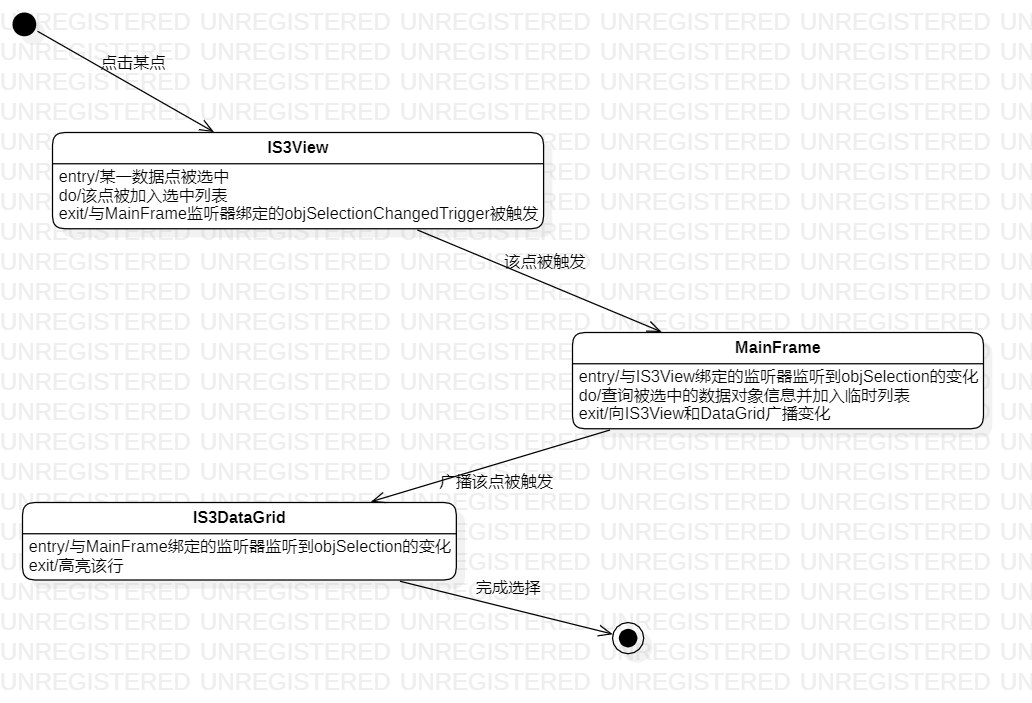 点击某点
IS3View
entry/某一数据点被选中
do/该点被加入选中列表
exit/与MainFrame监听器绑定的objSelectionChangedTrigger被触发
该点被触发
MainFrame
entry/与IS3View绑定的监听器监听到objSelection的变化
do/查询被选中的数据对象信息并加入临时列表
exit/向IS3View和DataGrid广播变化
广播该点被触发
IS3DataGrid
entry/与MainFrame绑定的监听器监听到objSelection的变化
exit/高亮该行
完成选择
UNREGISTERED